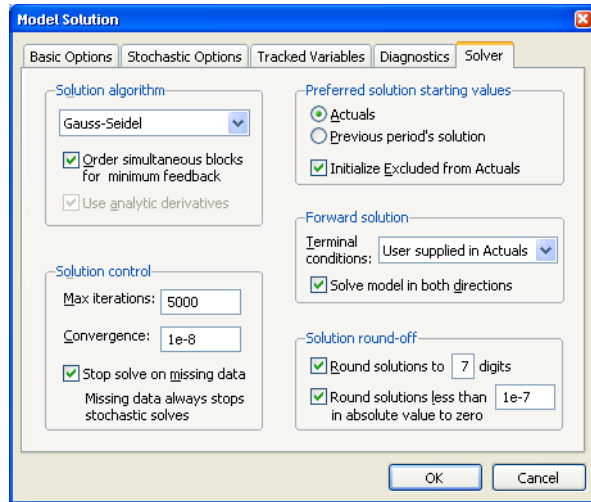 Model Solution
Basic Options
Stochastic Options
Tracked Variables
Diagnostics
Solver
Solution algorithm
Gauss-Seidel
Order simultaneous blocks
for minimum feedback
Use analytic derivatives
Solution control
Max iterations: 5000
Convergence: 1e-8
Stop solve on missing data
Missing data always stops
stochastic solves
Preferred solution starting values
Actuals
Previous period's solution
Initialize Excluded from Actuals
Forward solution
Terminal
conditions: User supplied in Actuals
Solve model in both directions
Solution round-off
Round solutions to 7 digits
Round solutions less than 1e-7
in absolute value to zero
OK
Cancel